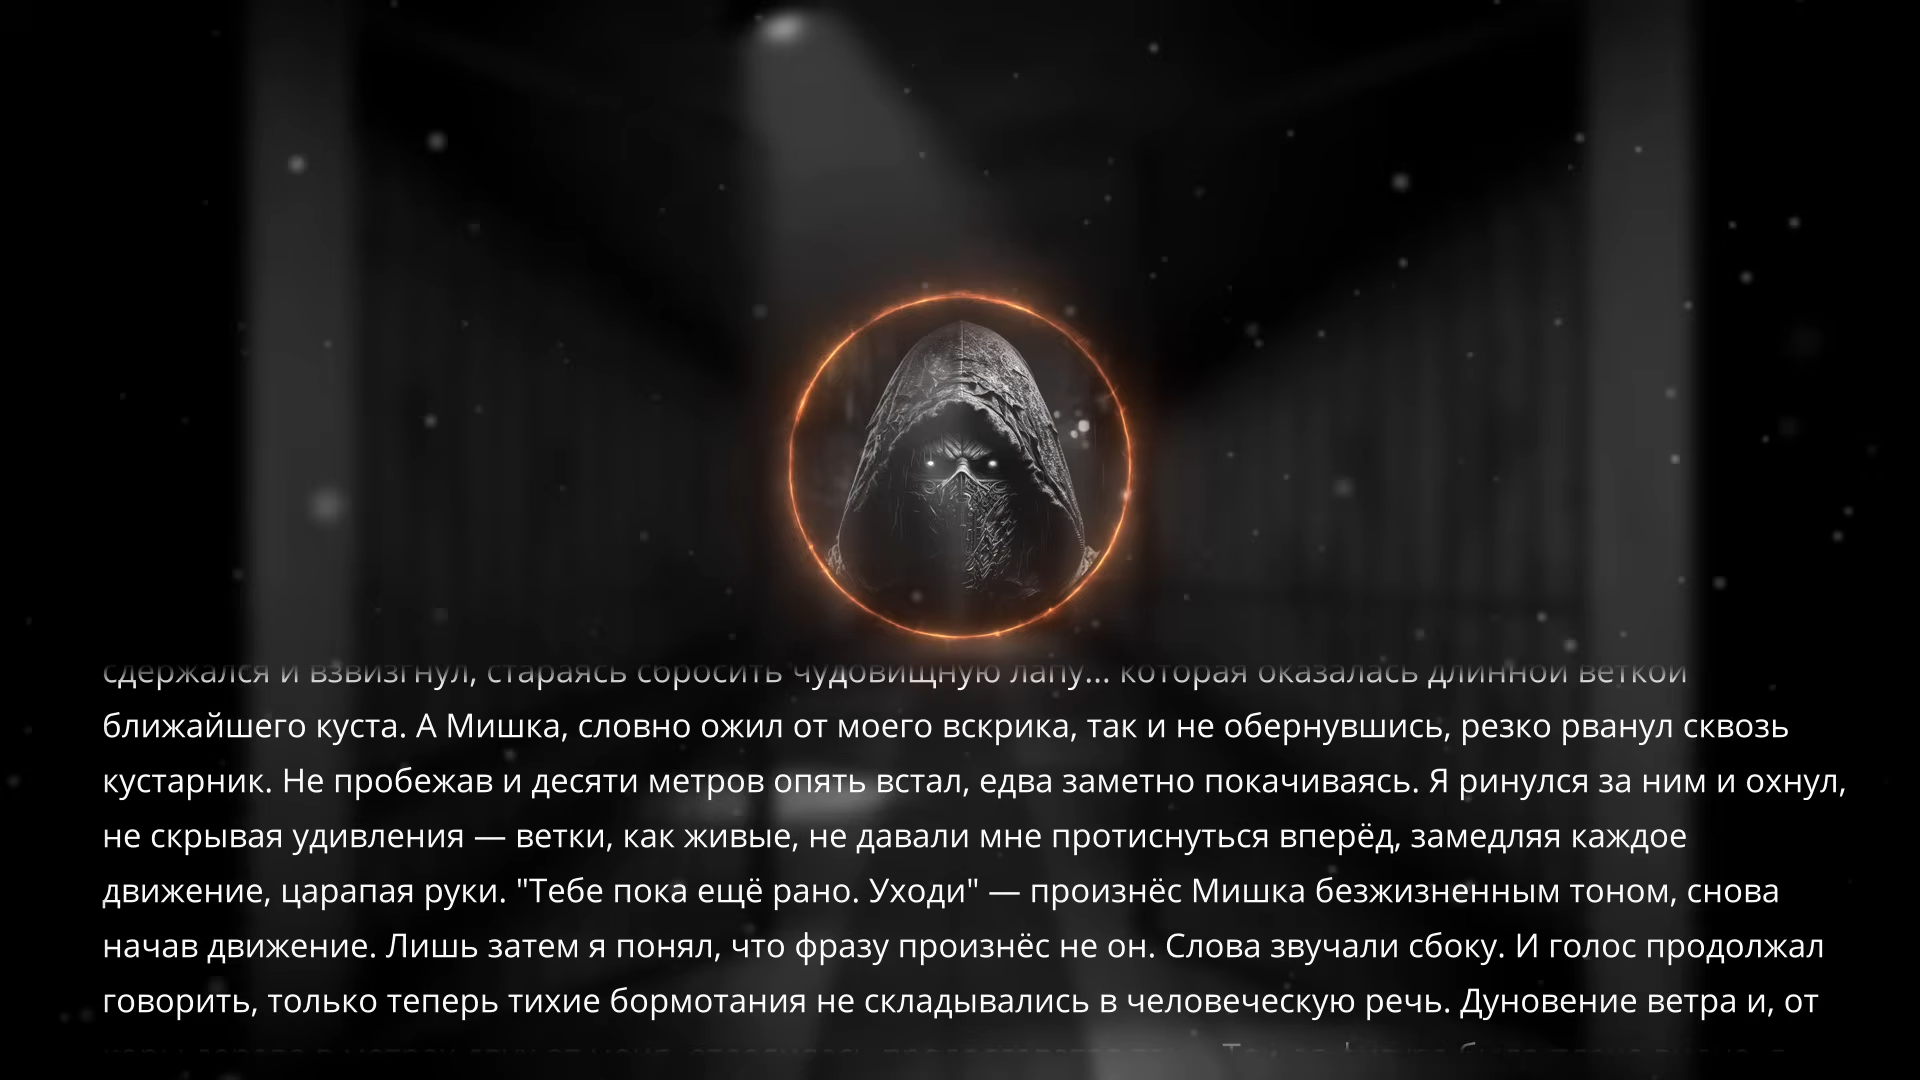 сдержался и взвизгнул, стараясь сбросить чудовищную лапу... которая оказалась длинной веткой
ближайшего куста. А Мишка, словно ожил от моего вскрика, так и не обернувшись, резко рванул сквозь
кустарник. Не пробежав и десяти метров опять встал, едва заметно покачиваясь. Я ринулся за ним и охнул,
не скрывая удивления — ветки, как живые, не давали мне протиснуться вперёд, замедляя каждое
движение, царапая руки. "Тебе пока ещё рано. Уходи" — произнёс Мишка безжизненным тоном, снова
начав движение. Лишь затем я понял, что фразу произнёс не он. Слова звучали сбоку. И голос продолжал
говорить, только теперь тихие бормотания не складывались в человеческую речь. Дуновение ветра и, от